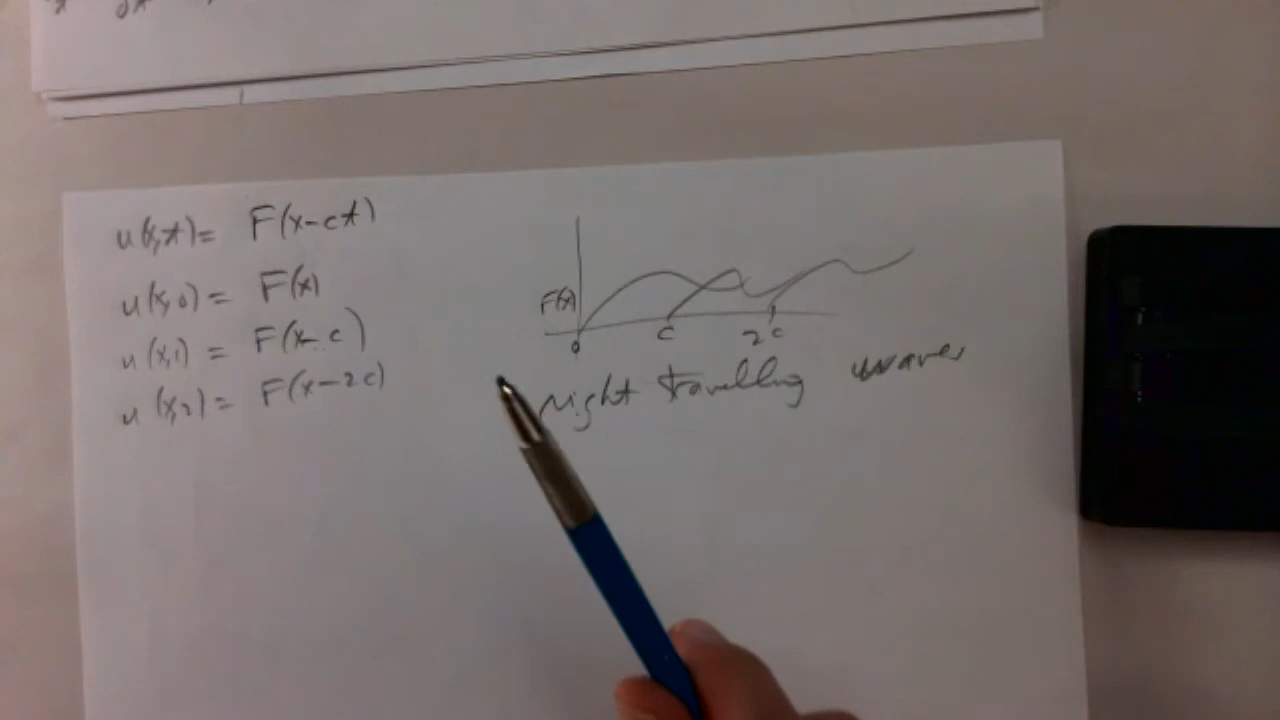 u(x,t) = F(x-ct)
u(x,0) = F(x)
u(x,1) = F(x-c)
u(x,2) = F(x-2c)
F(x)
0 c 2c
right travelling waves